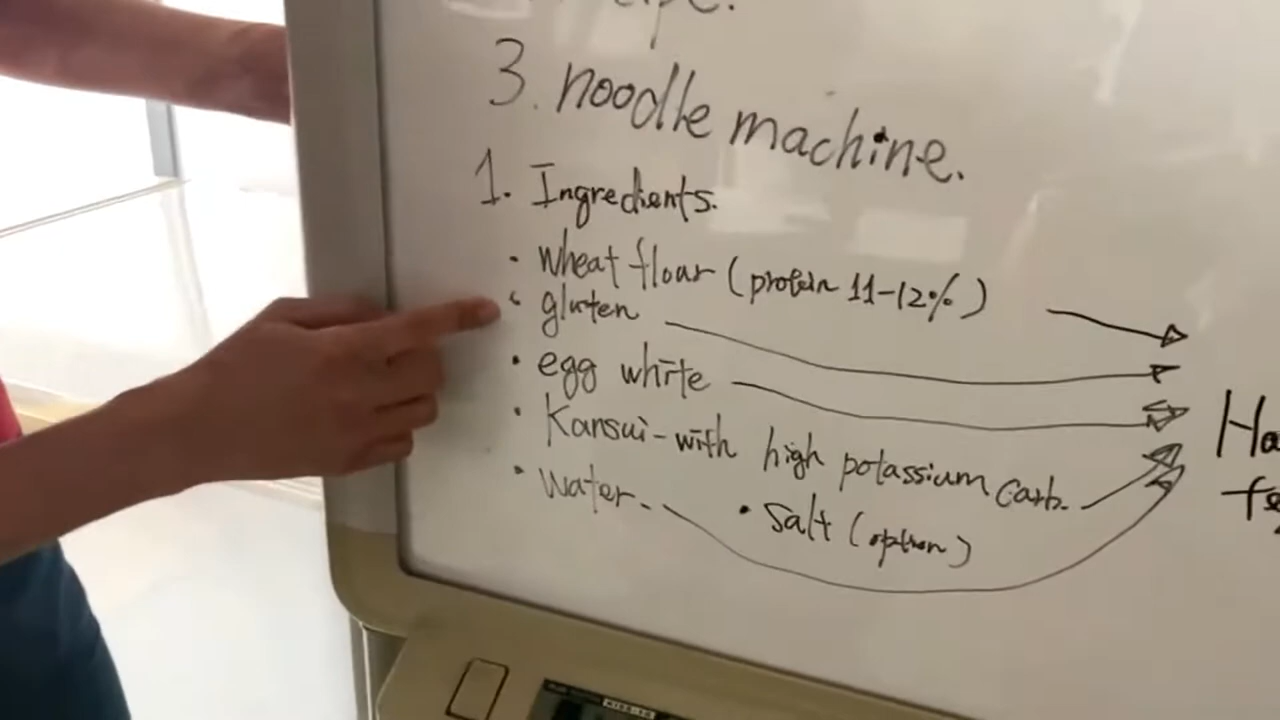 3. noodle machine.
1. Ingredients.
• wheat flour (protein 11-12%)
• gluten
• egg white
• Kansui - with high potassium carb.
• water.
• salt (option)
Ha